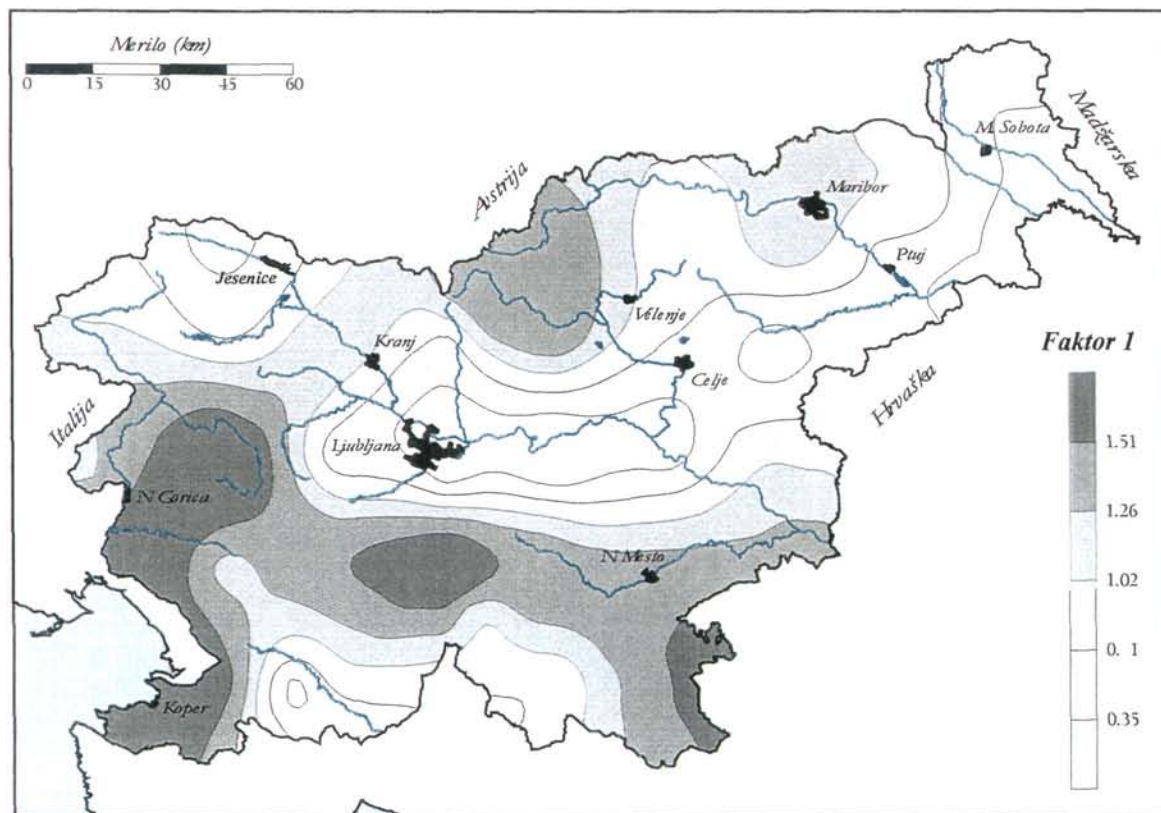 Merilo (km)
0 15 30 45 60
Madžarska
M. Sobota
Avstrija
Maribor
Ptuj
Jesenice
Velenje
Kranj
Celje
Faktor 1
Hrvaška
Italija
Ljubljana
1.51
N Gorica
1.26
N Mesto
1.02
0. 1
Koper
0.35